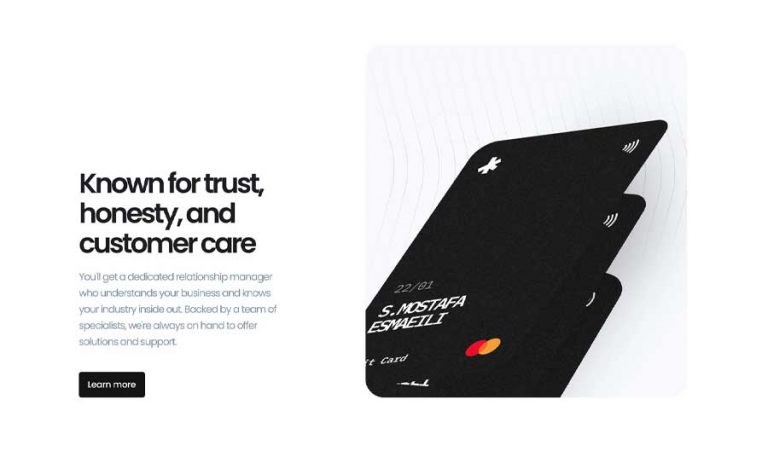 Known for trust,
honesty, and
customer care
You'll get a dedicated relationship manager
who understands your business and knows
your industry inside out. Backed by a team of
specialists, we're always on hand to offer
solutions and support.
Learn more
22/01
S.MOSTAFA
ESMAEILI
it Card